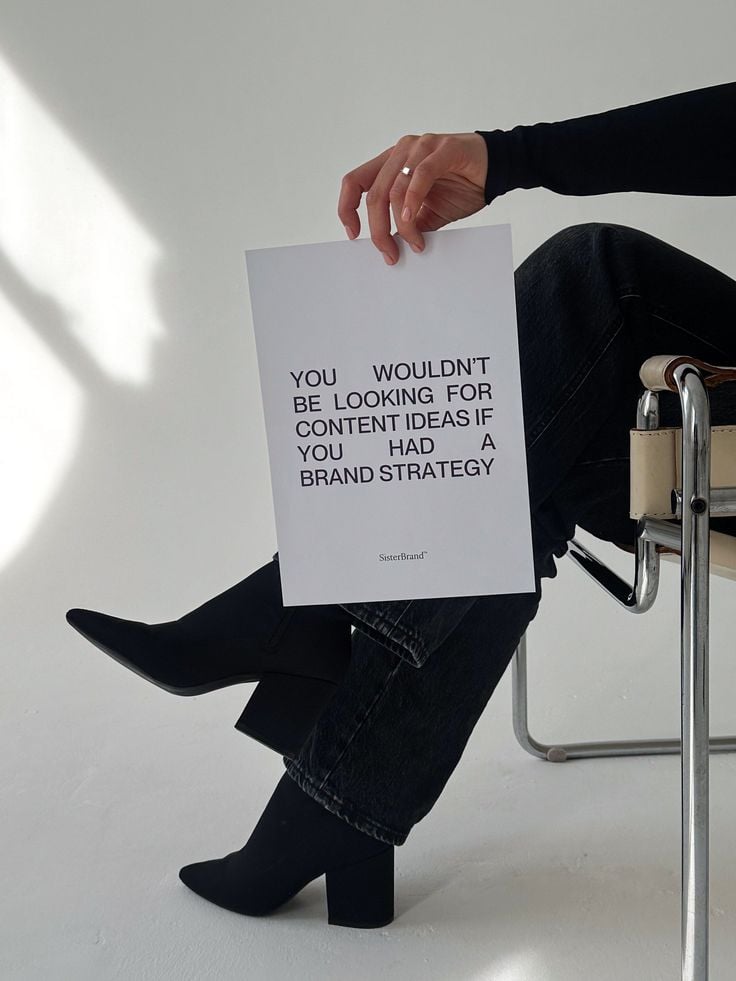 YOU WOULDN'T
BE LOOKING FOR
CONTENT IDEAS IF
YOU HAD A
BRAND STRATEGY
SisterBrand™